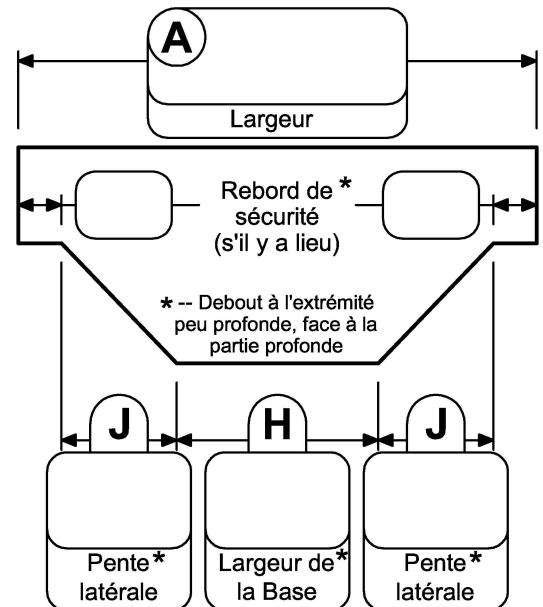 A
Largeur
Rebord de *
sécurité
(s'il y a lieu)
* -- Debout à l'extrémité
peu profonde, face à la
partie profonde
J H J
Pente* Largeur de* Pente*
latérale la Base latérale